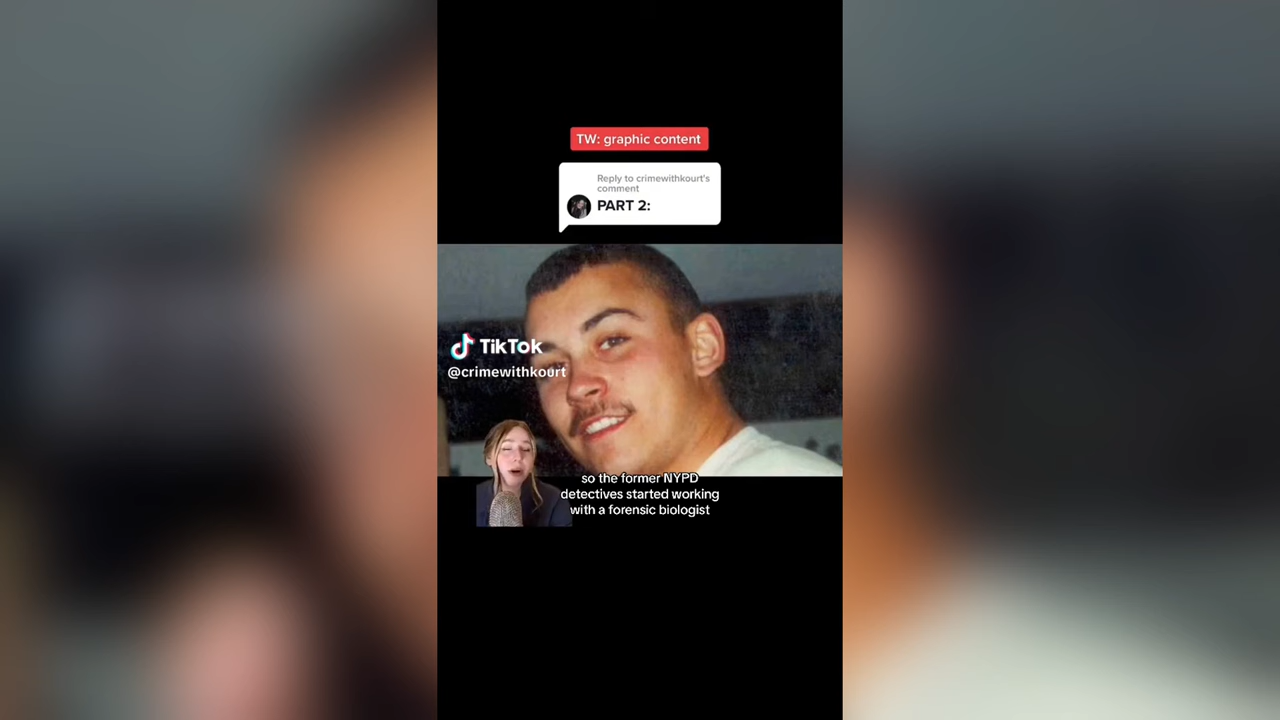 TW: graphic content
Reply to crimewithkourt's
comment
PART 2:
TikTok
@crimewithkourt
so the former NYPD
detectives started working
with a forensic biologist